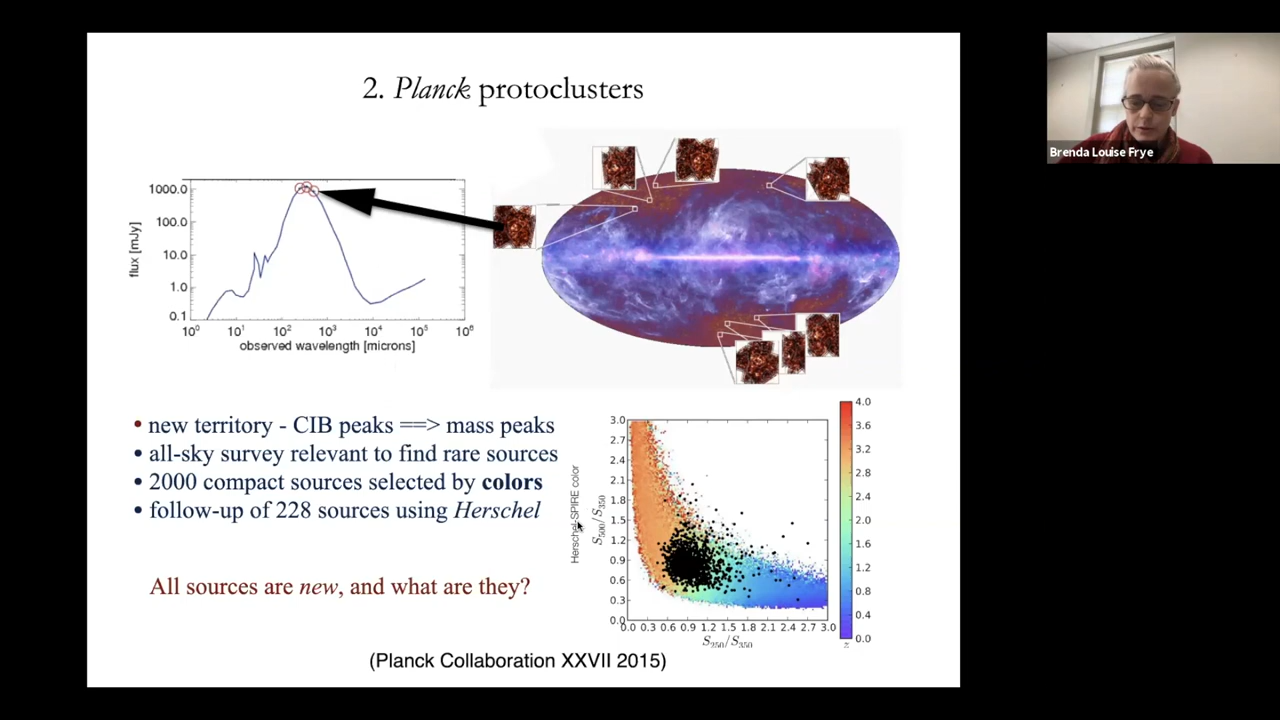 2. Planck protoclusters
Brenda Louise Frye
flux [mJy]
1000.0
100.0
10.0
1.0
0.1
10⁰ 10¹ 10² 10³ 10⁴ 10⁵ 10⁶
observed wavelength [microns]
• new territory - CIB peaks ==> mass peaks
• all-sky survey relevant to find rare sources
• 2000 compact sources selected by colors
• follow-up of 228 sources using Herschel
All sources are new, and what are they?
Herschel-SPIRE color
S₅₀₀/S₃₅₀
3.0
2.7
2.4
2.1
1.8
1.5
1.2
0.9
0.6
0.3
0.0
0.0 0.3 0.6 0.9 1.2 1.5 1.8 2.1 2.4 2.7 3.0
S₂₅₀/S₃₅₀
4.0
3.6
3.2
2.8
2.4
2.0
1.6
1.2
0.8
0.4
0.0
z
(Planck Collaboration XXVII 2015)